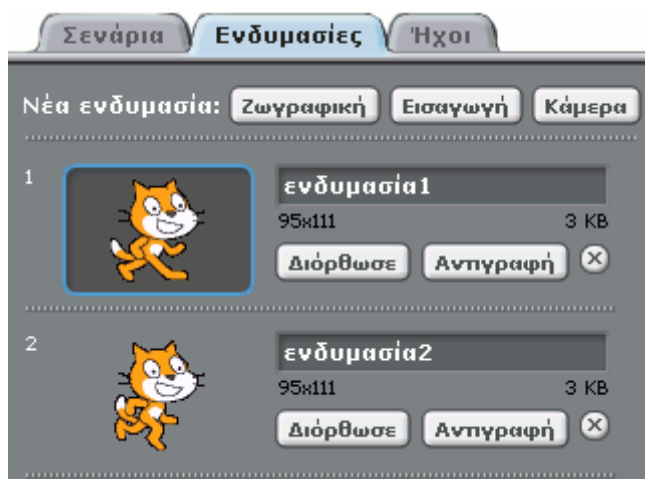 Σενάρια Ενδυμασίες Ήχοι
Νέα ενδυμασία: Ζωγραφική Εισαγωγή Κάμερα
1
ενδυμασία1
95x111 3 KB
Διόρθωσε Αντιγραφή
2
ενδυμασία2
95x111 3 KB
Διόρθωσε Αντιγραφή